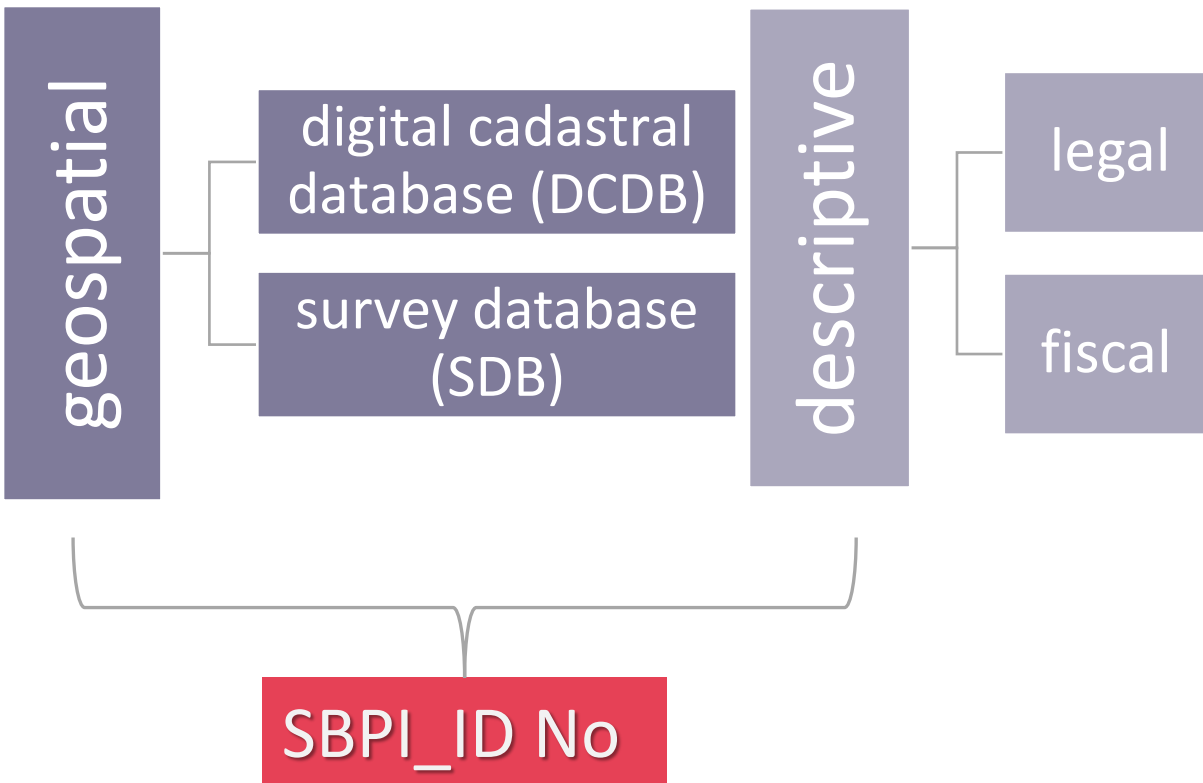 geospatial
digital cadastral
database (DCDB)
survey database
(SDB)
descriptive
legal
fiscal
SBPI_ID No